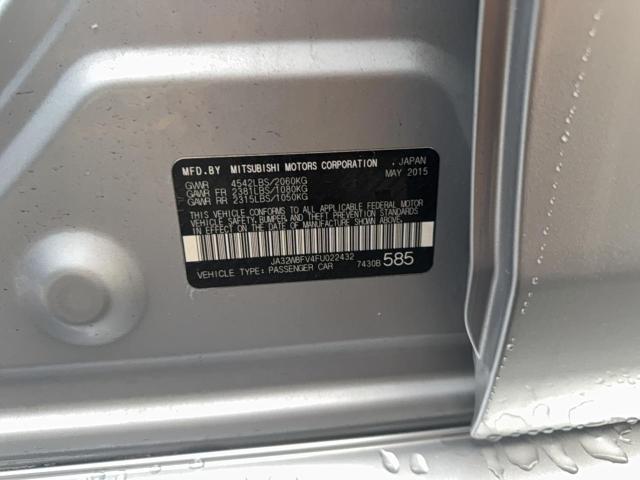 MFD.BY MITSUBISHI MOTORS CORPORATION , JAPAN
GVWR 4542LBS/2060KG MAY 2015
GAWR FR 2381LBS/1080KG
GAWR RR 2315LBS/1050KG
THIS VEHICLE CONFORMS TO ALL APPLICABLE FEDERAL MOTOR
VEHICLE SAFETY, BUMPER AND THEFT PREVENTION STANDARDS
IN EFFECT ON THE DATE OF MANUFACTURE SHOWN ABOVE.
JA32W8FV4FU022432
VEHICLE TYPE: PASSENGER CAR 7430B 585